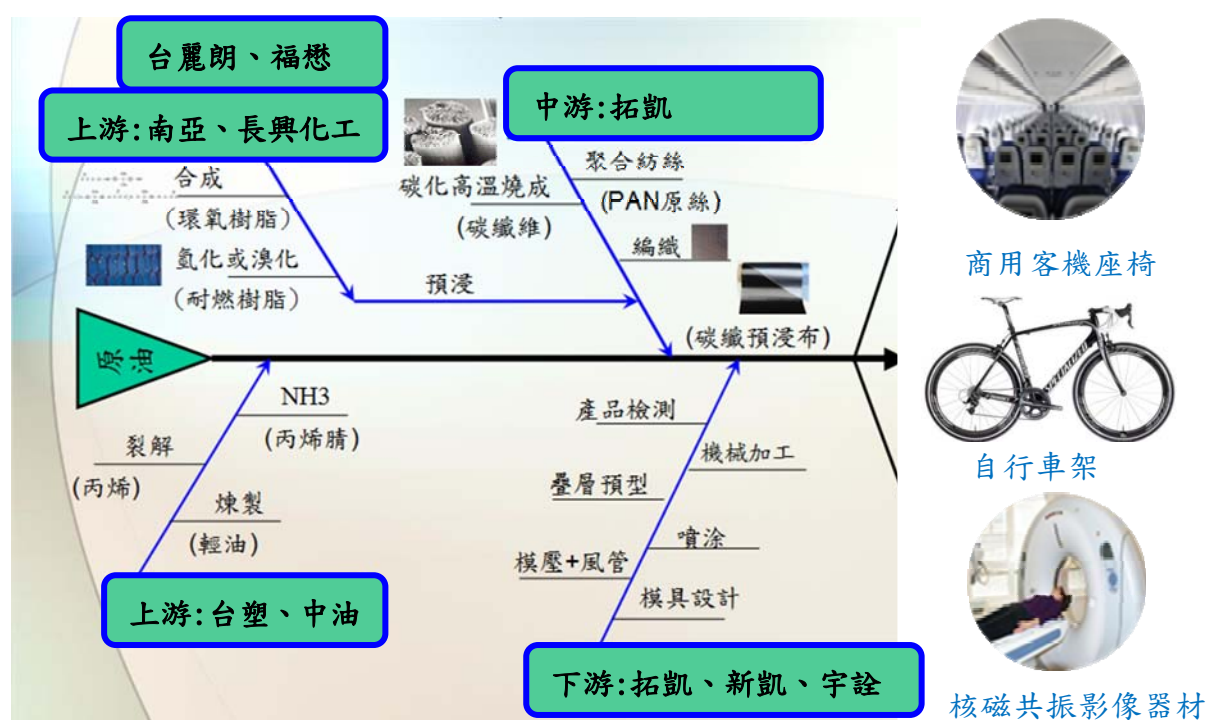 台麗朗、福懋
上游:南亞、長興化工
中游:拓凱
合成
(環氧樹脂)
氫化或溴化
(耐燃樹脂)
預浸
碳化高溫燒成
(碳纖維)
聚合紡絲
(PAN原絲)
編織
(碳纖預浸布)
原油
NH3
(丙烯腈)
裂解
(丙烯)
煉製
(輕油)
上游:台塑、中油
產品檢測
機械加工
疊層預型
噴涂
模壓+風管
模具設計
下游:拓凱、新凱、宇詮
商用客機座椅
SPECIALIZED
自行車架
核磁共振影像器材